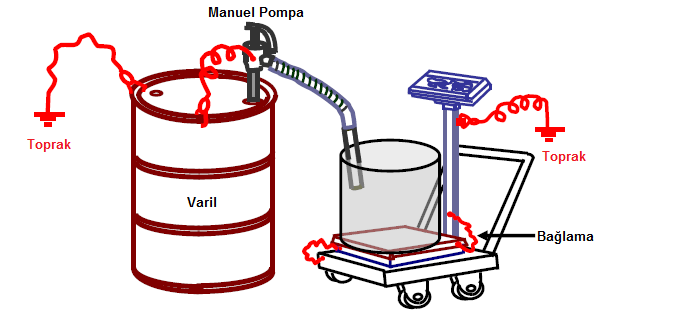 Manuel Pompa
Toprak
Varil
Toprak
Bağlama